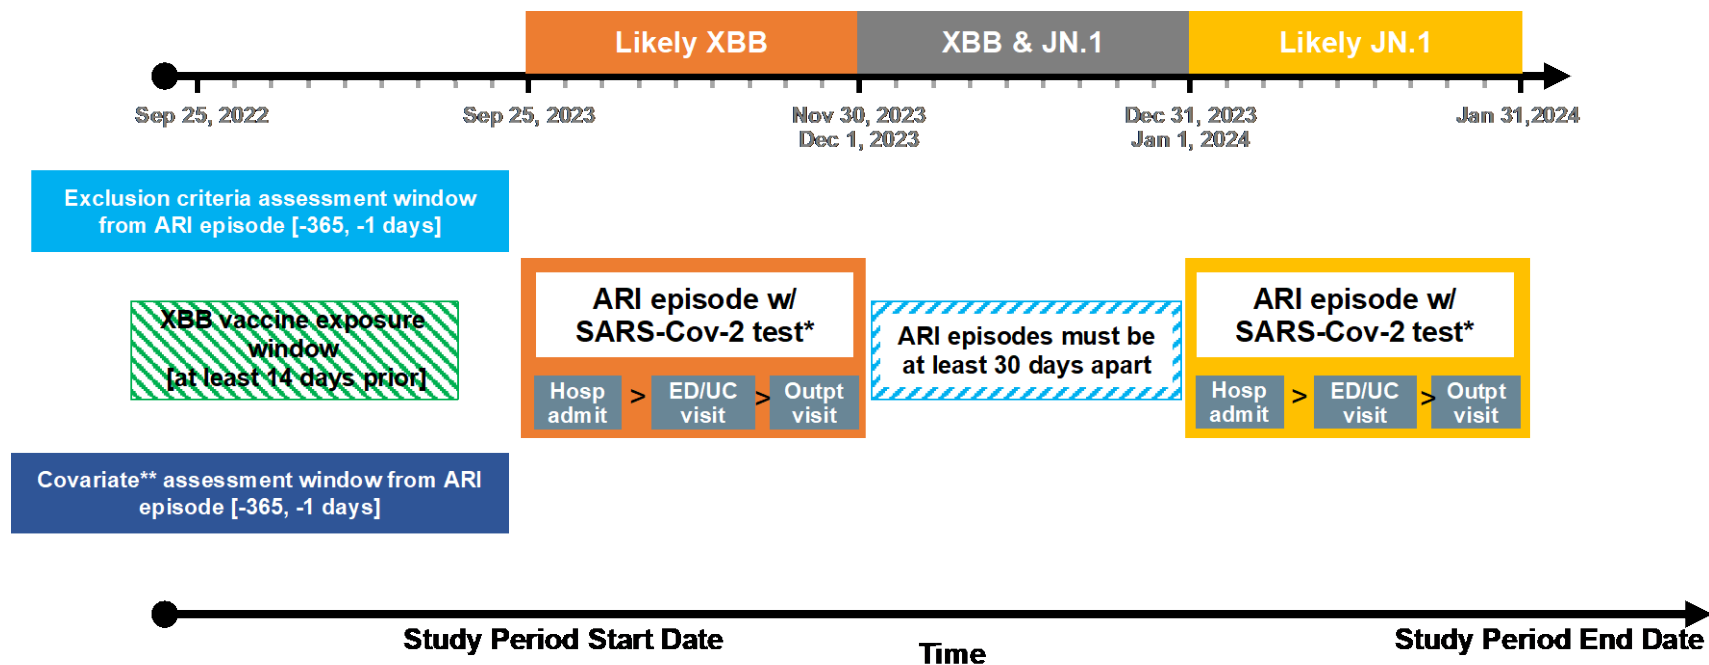 Likely XBB
XBB & JN.1
Likely JN.1
Sep 25, 2022
Sep 25, 2023
Nov 30, 2023
Dec 1, 2023
Dec 31, 2023
Jan 1, 2024
Jan 31,2024
Exclusion criteria assessment window
from ARI episode [-365, -1 days]
XBB vaccine exposure
window
[at least 14 days prior]
ARI episode w/
SARS-Cov-2 test*
Hosp
admit
>
ED/UC
visit
>
Outpt
visit
ARI episodes must be
at least 30 days apart
ARI episode w/
SARS-Cov-2 test*
Hosp
admit
>
ED/UC
visit
>
Outpt
visit
Covariate** assessment window from ARI
episode [-365, -1 days]
Study Period Start Date
Time
Study Period End Date